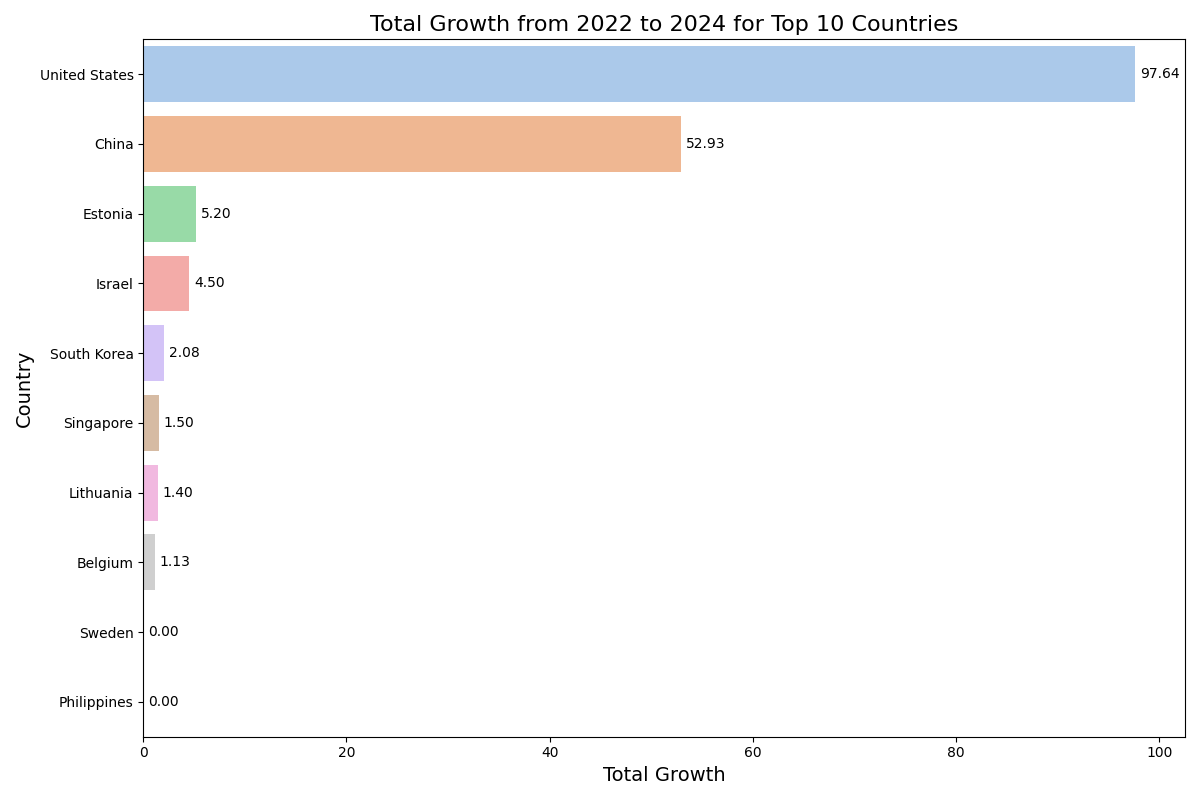 Total Growth from 2022 to 2024 for Top 10 Countries
United States 97.64
China 52.93
Estonia 5.20
Israel 4.50
South Korea 2.08
Singapore 1.50
Lithuania 1.40
Belgium 1.13
Sweden 0.00
Philippines 0.00
Country
0 20 40 60 80 100
Total Growth